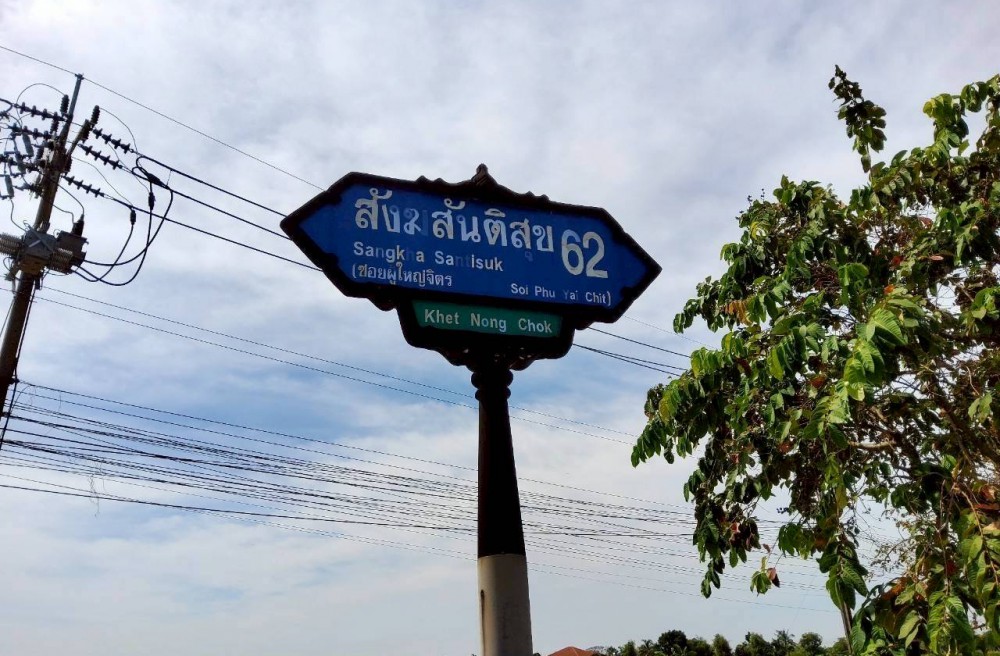 สังฆสันติสุข 62
Sangkha Santisuk
(ซอยผู้ใหญ่จิตร Soi Phu Yai Chit)
Khet Nong Chok